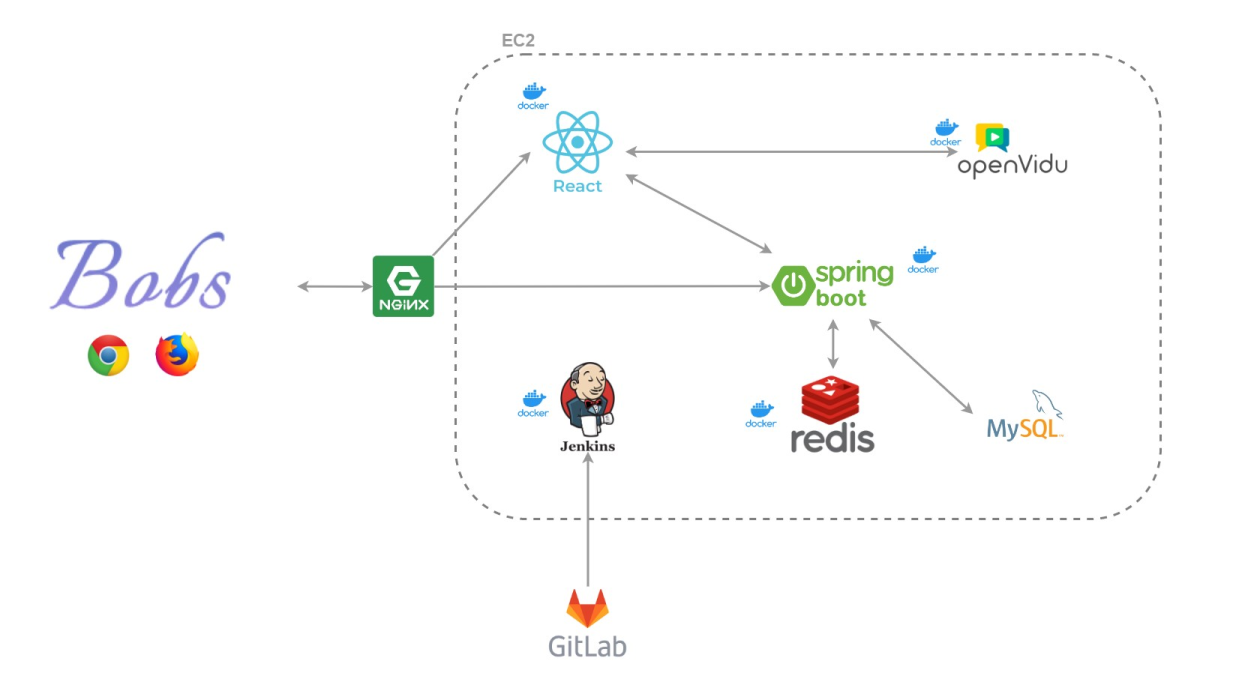 EC2
docker
React
docker
openVidu
Bobs
NGiNX
spring
boot
docker
docker
Jenkins
docker
redis
MySQL
GitLab